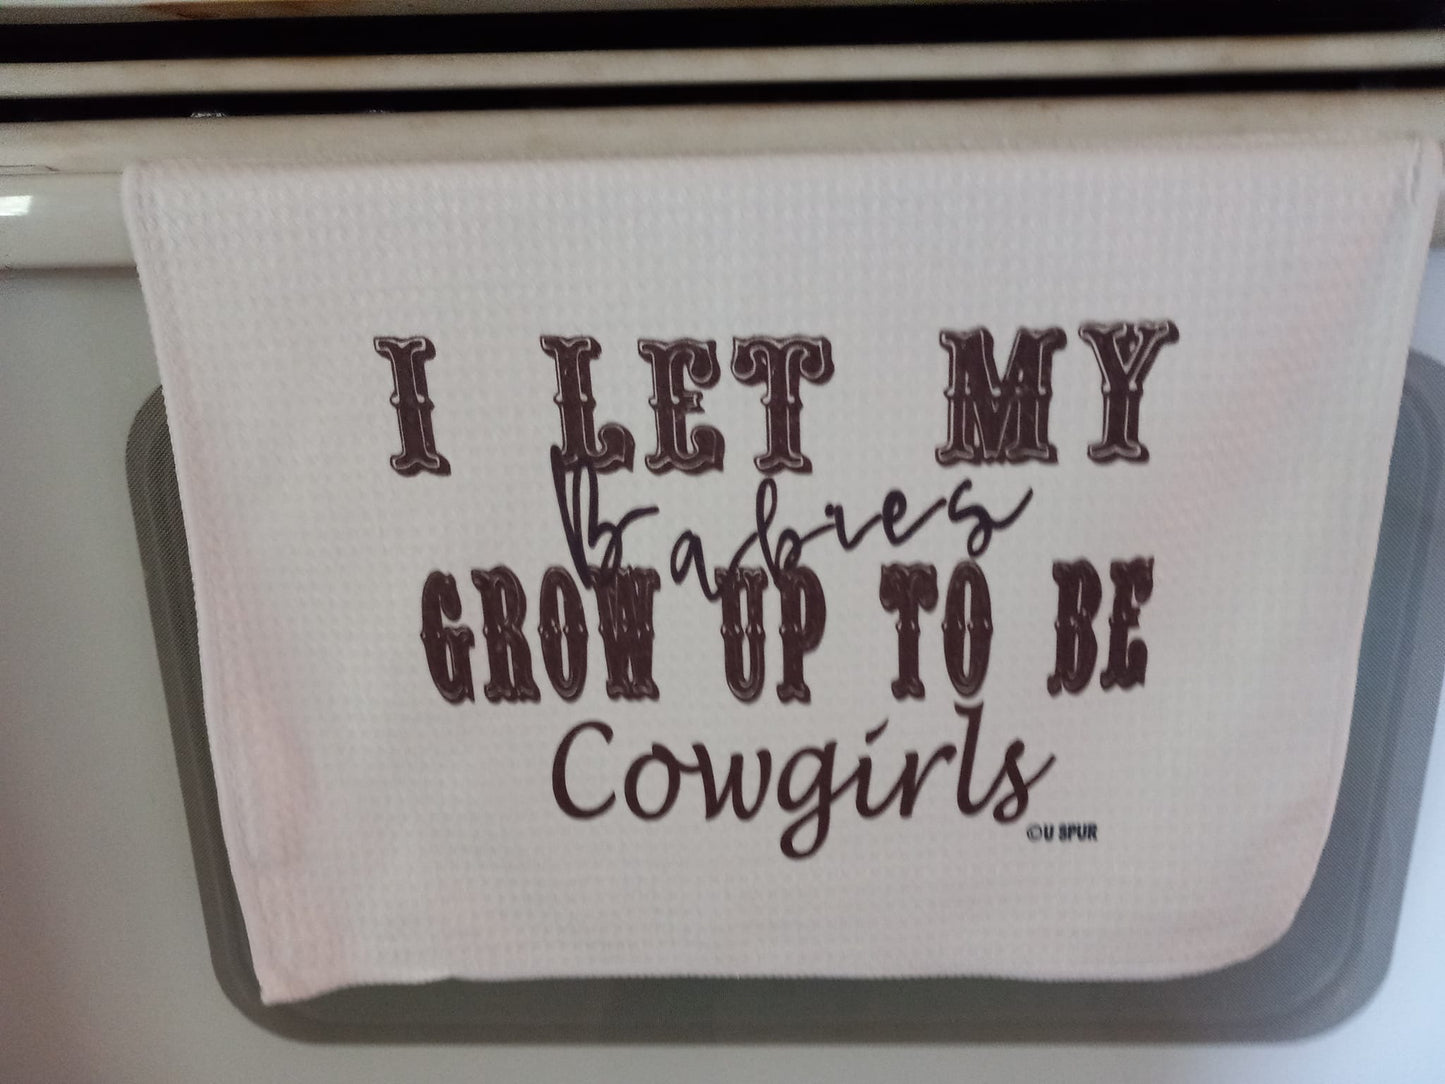 I LET MY
Babies
GROW UP TO BE
Cowgirls
©U SPUR